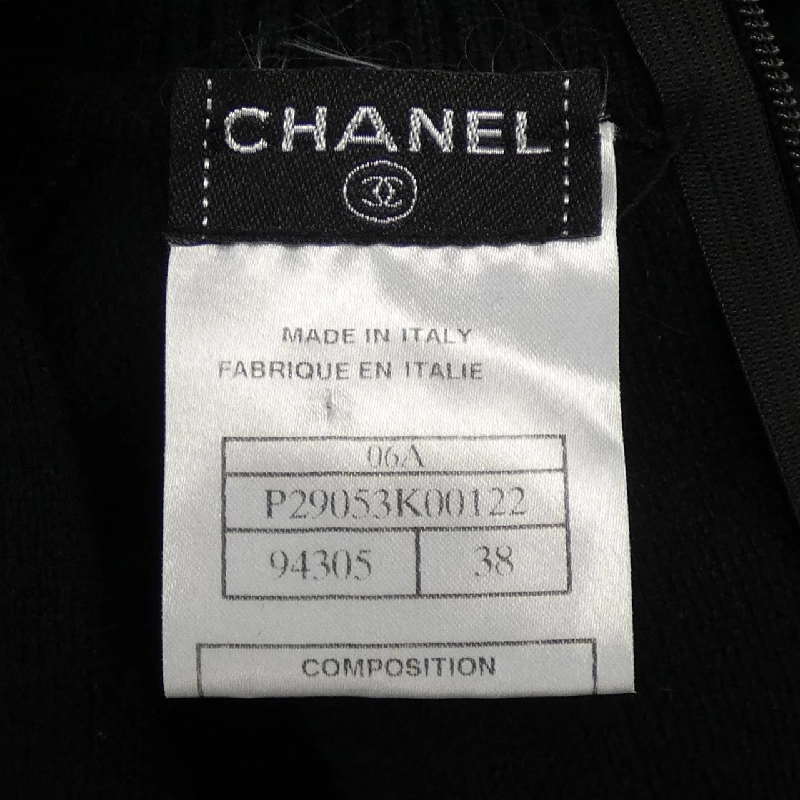 CHANEL
MADE IN ITALY
FABRIQUE EN ITALIE
06A
P29053K00122
94305 38
COMPOSITION